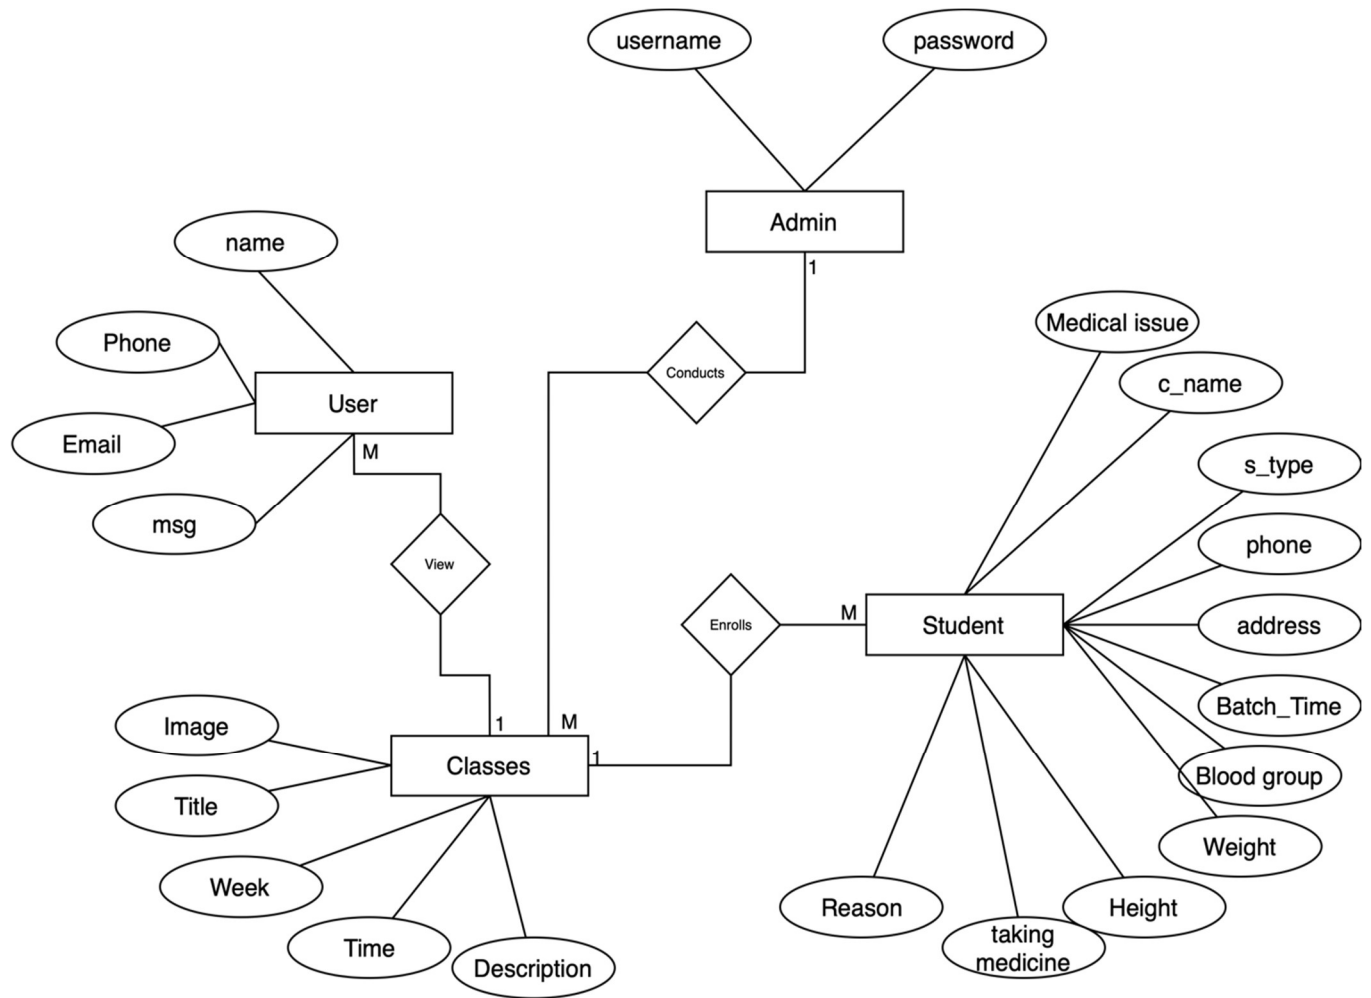 username
password
Admin
1
name
Medical issue
Phone
Conducts
c_name
User
Email
M
s_type
msg
phone
View
Enrolls
M
Student
address
Batch_Time
Image
1
M
Classes
1
Blood group
Title
Weight
Week
Reason
Height
Time
taking
medicine
Description